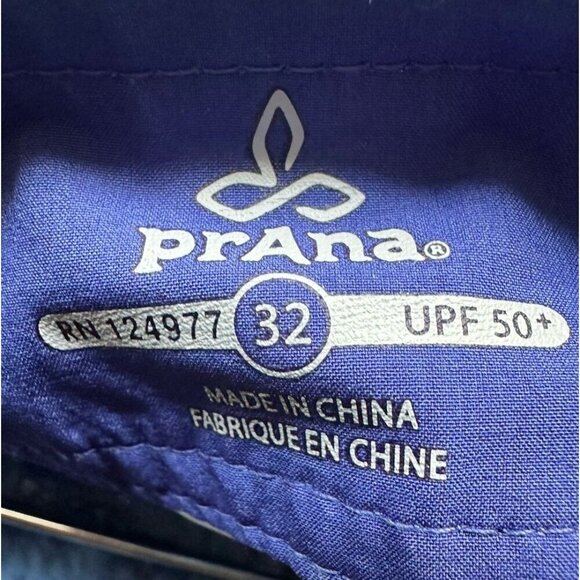 prAna®
RN 124977 32 UPF 50+
MADE IN CHINA
FABRIQUE EN CHINE